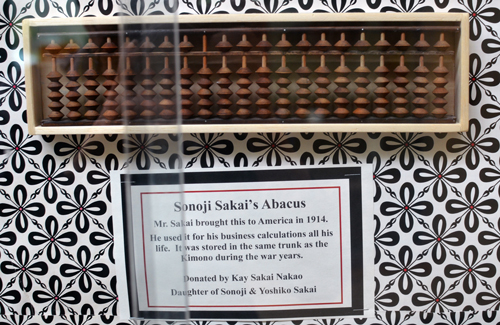 Sonoji Sakai's Abacus
Mr. Sakai brought this to America in 1914.
He used it for his business calculations all his
life. It was stored in the same trunk as the
Kimono during the war years.
Donated by Kay Sakai Nakao
Daughter of Sonoji & Yoshiko Sakai